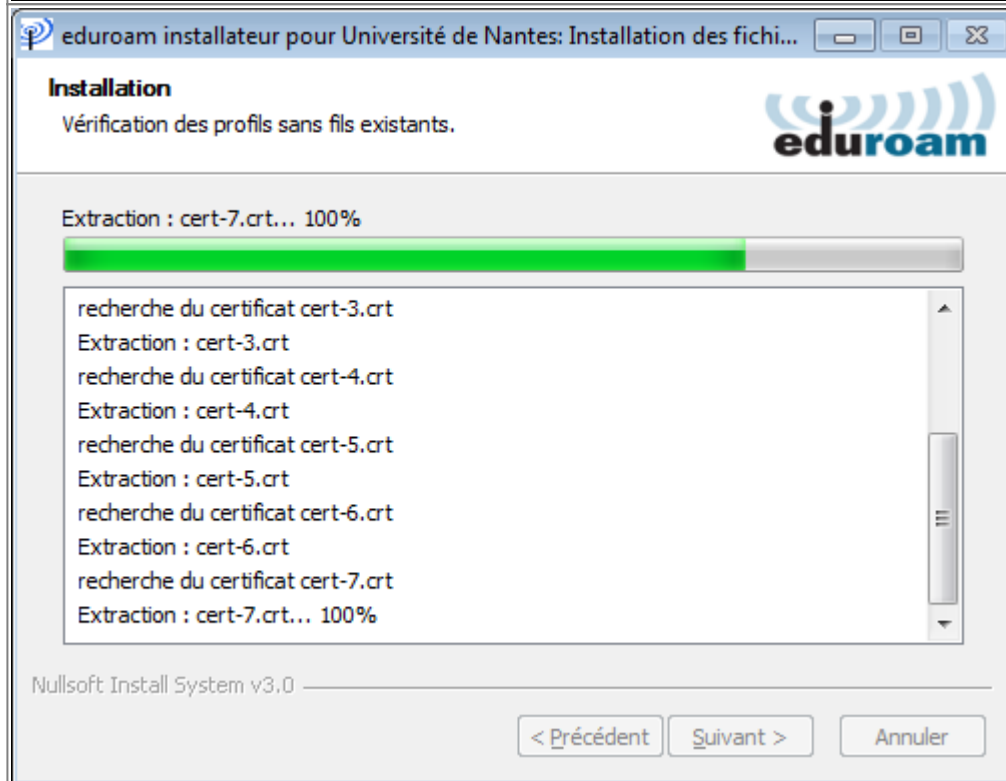 eduroam installateur pour Université de Nantes: Installation des fichi...
Installation
Vérification des profils sans fils existants.
eduroam
Extraction : cert-7.crt... 100%
recherche du certificat cert-3.crt
Extraction : cert-3.crt
recherche du certificat cert-4.crt
Extraction : cert-4.crt
recherche du certificat cert-5.crt
Extraction : cert-5.crt
recherche du certificat cert-6.crt
Extraction : cert-6.crt
recherche du certificat cert-7.crt
Extraction : cert-7.crt... 100%
Nullsoft Install System v3.0
< Précédent Suivant > Annuler